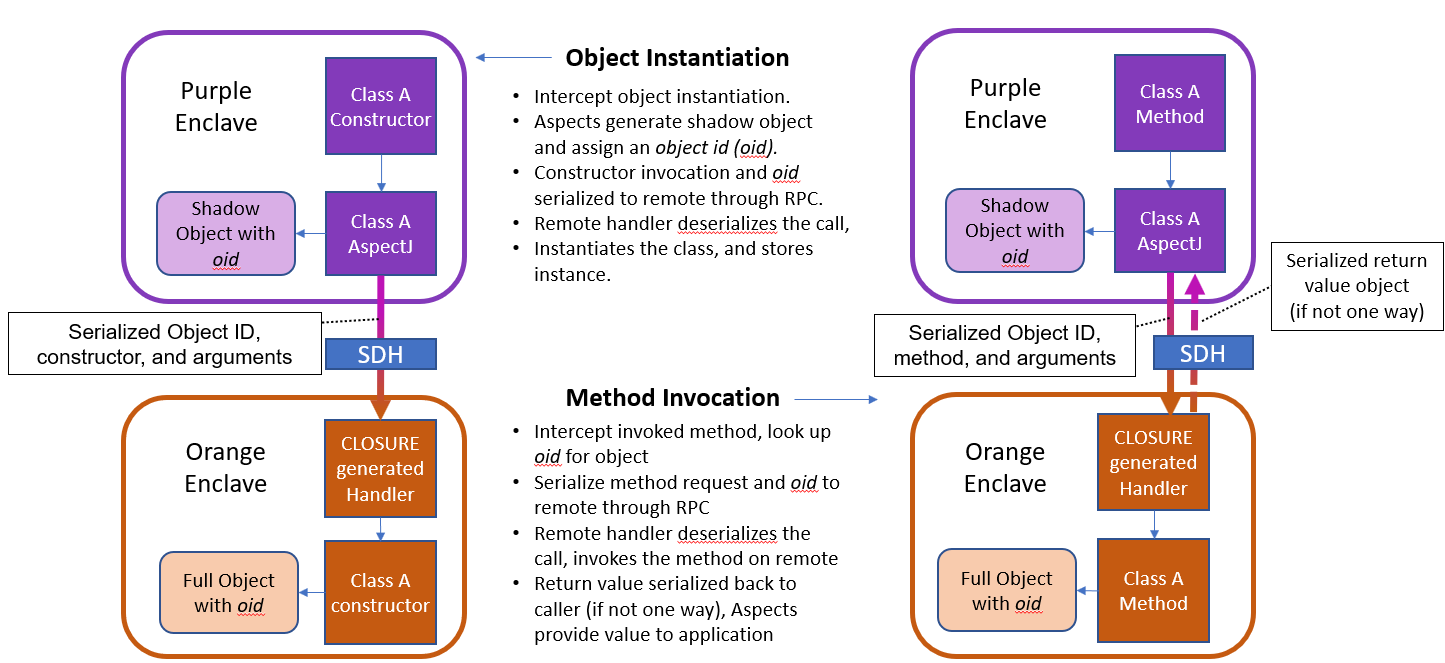 Purple
Enclave
Class A
Constructor
Shadow
Object with
oid
Class A
AspectJ
Serialized Object ID,
constructor, and arguments
SDH
Orange
Enclave
CLOSURE
generated
Handler
Full Object
with oid
Class A
constructor
Object Instantiation
• Intercept object instantiation.
• Aspects generate shadow object
and assign an object id (oid).
• Constructor invocation and oid
serialized to remote through RPC.
• Remote handler deserializes the call,
• Instantiates the class, and stores
instance.
Method Invocation
• Intercept invoked method, look up
oid for object
• Serialize method request and oid to
remote through RPC
• Remote handler deserializes the
call, invokes the method on remote
• Return value serialized back to
caller (if not one way), Aspects
provide value to application
Purple
Enclave
Class A
Method
Shadow
Object with
oid
Class A
AspectJ
Serialized return
value object
(if not one way)
Serialized Object ID,
method, and arguments
SDH
Orange
Enclave
CLOSURE
generated
Handler
Full Object
with oid
Class A
Method